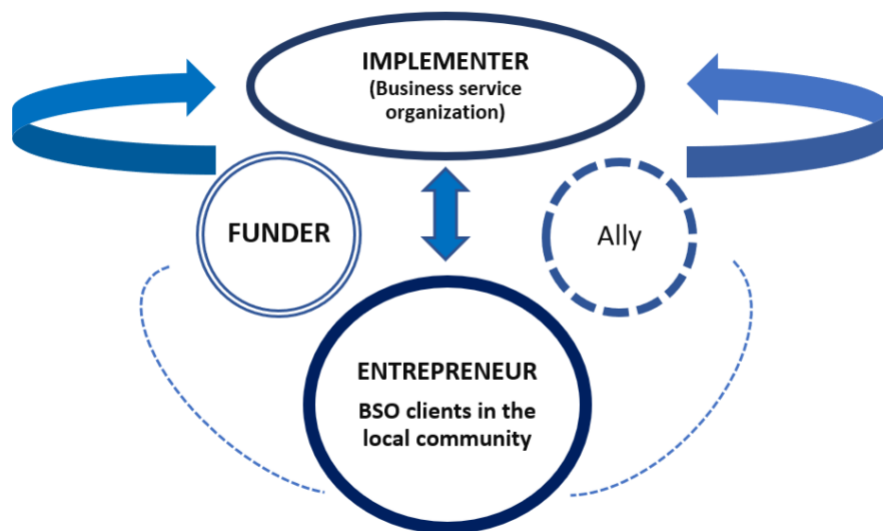 IMPLEMENTER
(Business service
organization)
FUNDER
Ally
ENTREPRENEUR
BSO clients in the
local community